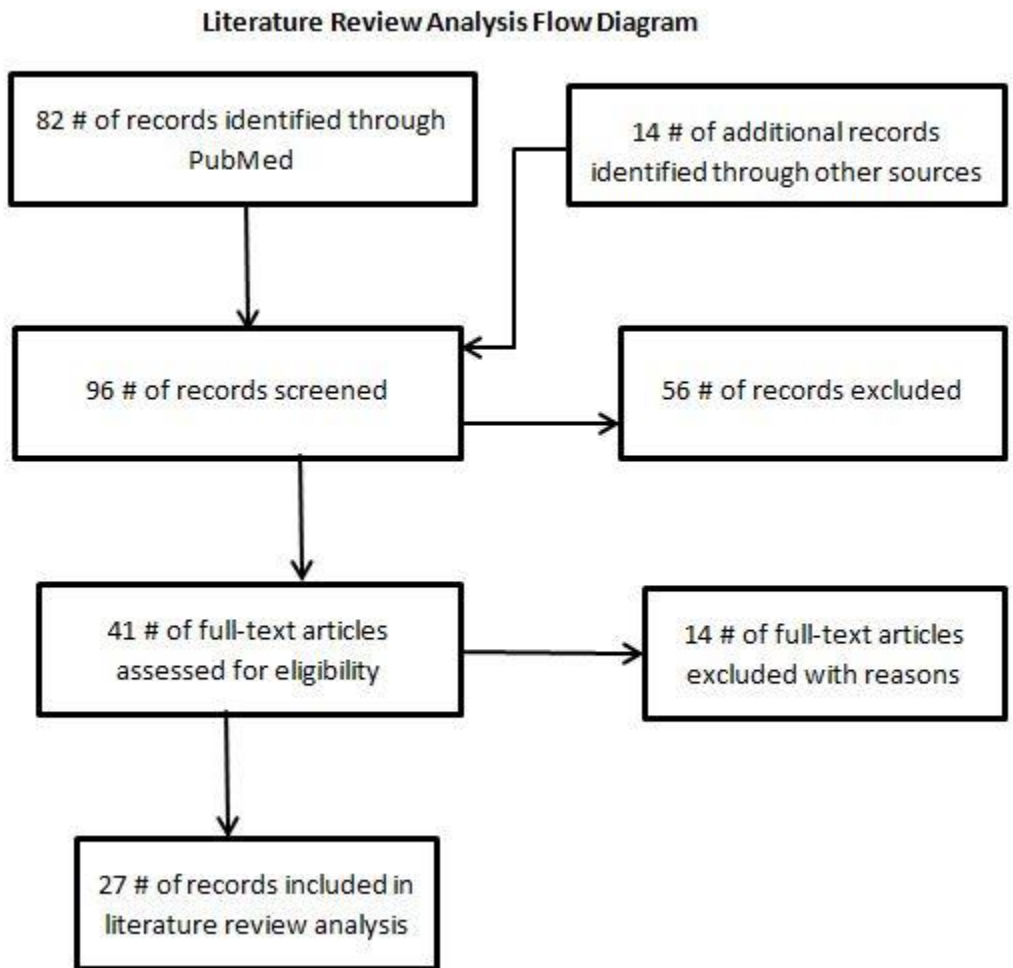 Literature Review Analysis Flow Diagram
82 # of records identified through
PubMed
14 # of additional records
identified through other sources
96 # of records screened
56 # of records excluded
41 # of full-text articles
assessed for eligibility
14 # of full-text articles
excluded with reasons
27 # of records included in
literature review analysis